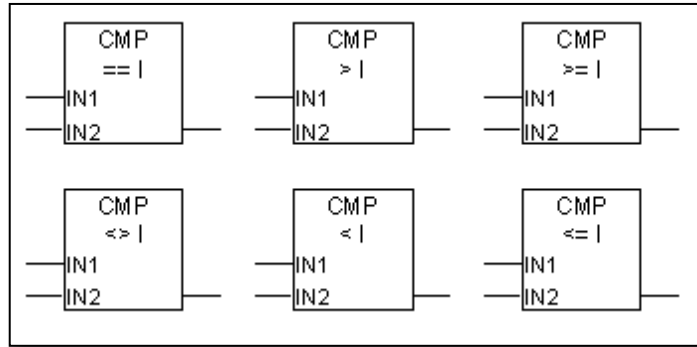 CMP
== I
IN1
IN2
CMP
> I
IN1
IN2
CMP
>= I
IN1
IN2
CMP
<> I
IN1
IN2
CMP
< I
IN1
IN2
CMP
<= I
IN1
IN2